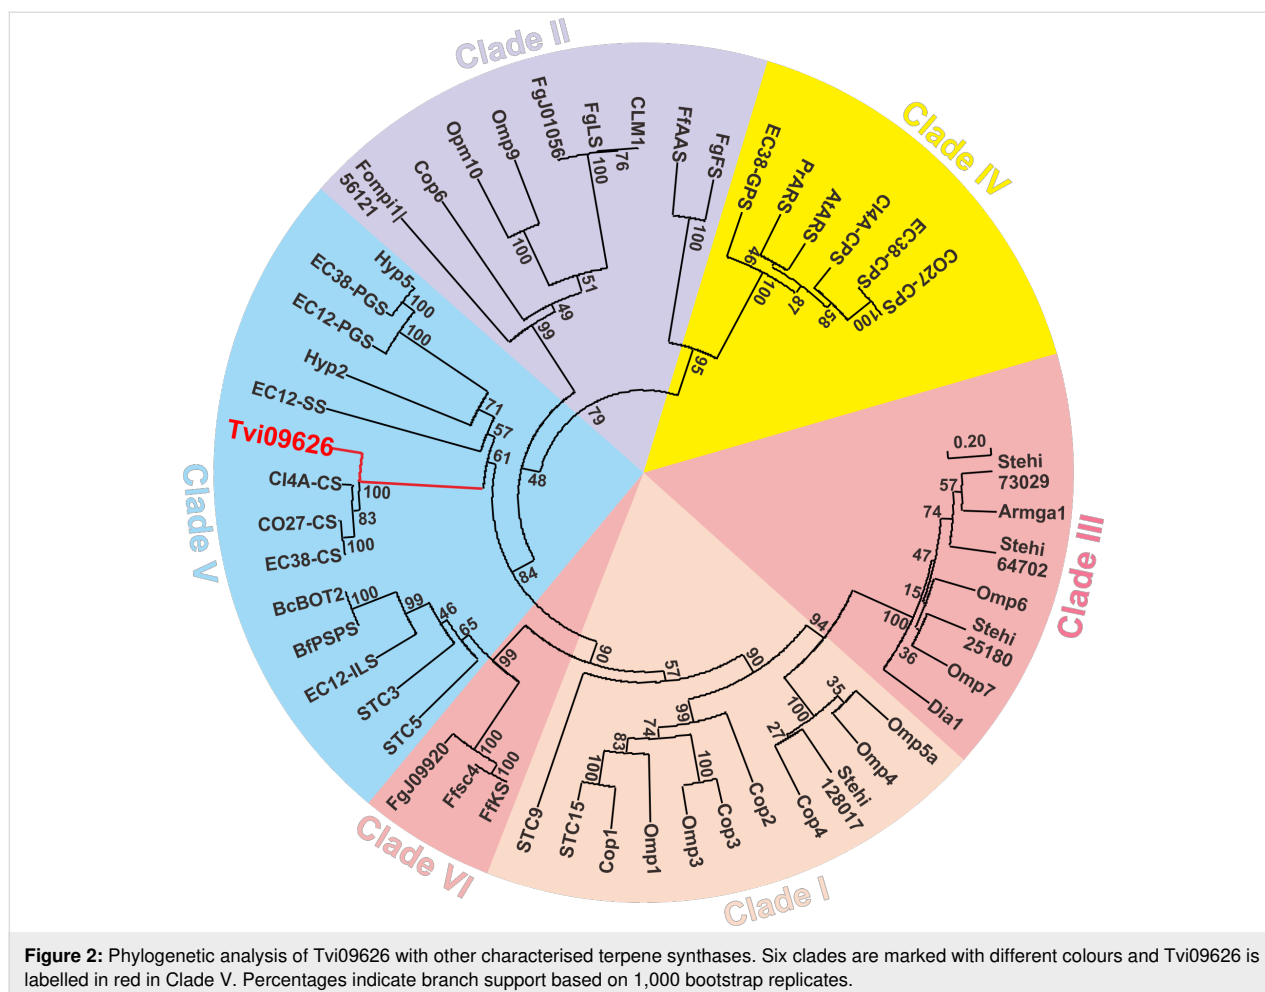 Clade II
FgJ01056
FgLS
CLM1
Omp9
Opm10
Cop6
Fompi1|
56121
76
100
100
51
49
99
79
FfAAS
FgFS
100
95
Clade IV
EC38-GPS
PrARS
AtARS
CI4A-CPS
EC38-CPS
CO27-CPS
46
100
87
58
100
Clade V
Hyp5
EC38-PGS
EC12-PGS
Hyp2
EC12-SS
Tvi09626
CI4A-CS
CO27-CS
EC38-CS
BcBOT2
BfPSPS
EC12-ILS
STC3
STC5
100
100
71
57
61
100
83
100
100
99
46
65
99
48
84
Clade III
0.20
Stehi
73029
Armga1
Stehi
64702
Omp6
Stehi
25180
Omp7
Dia1
57
74
47
15
100
36
94
Clade VI
FgJ09920
Ffsc4
FfKS
100
100
Clade I
STC9
STC15
Cop1
Omp1
Omp3
Cop3
Cop2
Cop4
Stehi
128017
Omp4
Omp5a
90
57
90
99
74
83
100
100
100
35
27
Figure 2: Phylogenetic analysis of Tvi09626 with other characterised terpene synthases. Six clades are marked with different colours and Tvi09626 is
labelled in red in Clade V. Percentages indicate branch support based on 1,000 bootstrap replicates.